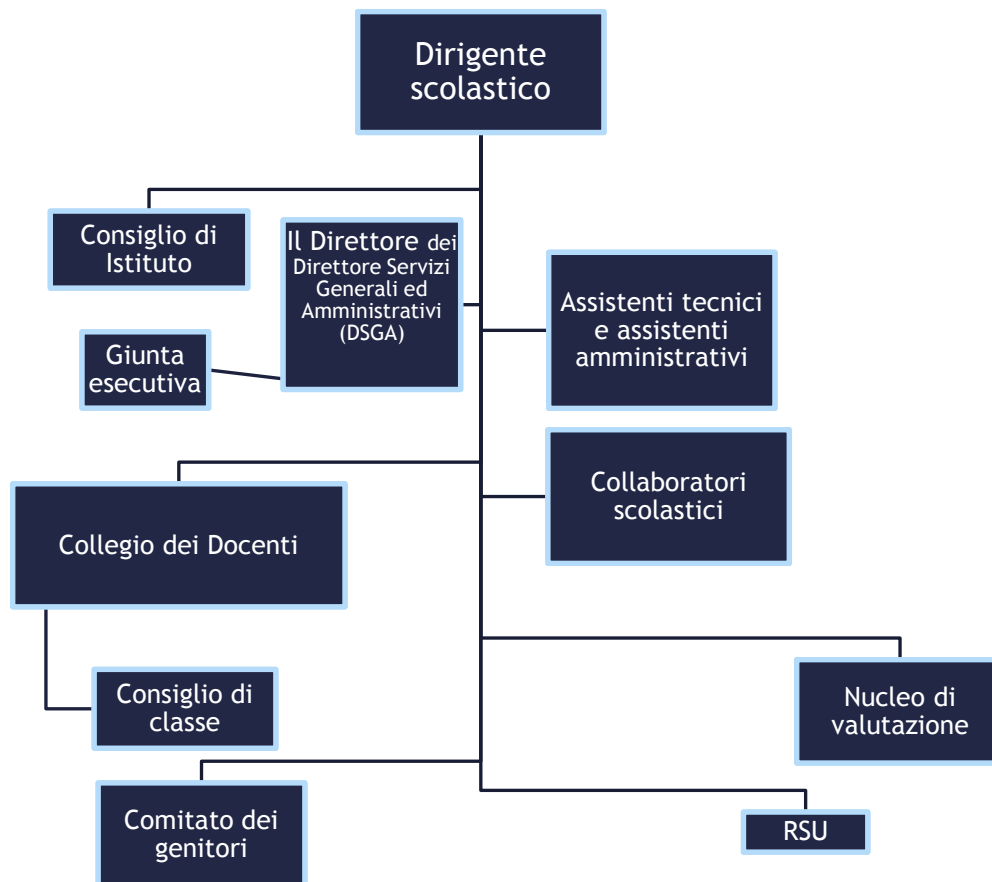 Dirigente
scolastico
Consiglio di
Istituto
Il Direttore dei
Direttore Servizi
Generali ed
Amministrativi
(DSGA)
Assistenti tecnici
e assistenti
amministrativi
Giunta
esecutiva
Collaboratori
scolastici
Collegio dei Docenti
Consiglio di
classe
Nucleo di
valutazione
Comitato dei
genitori
RSU